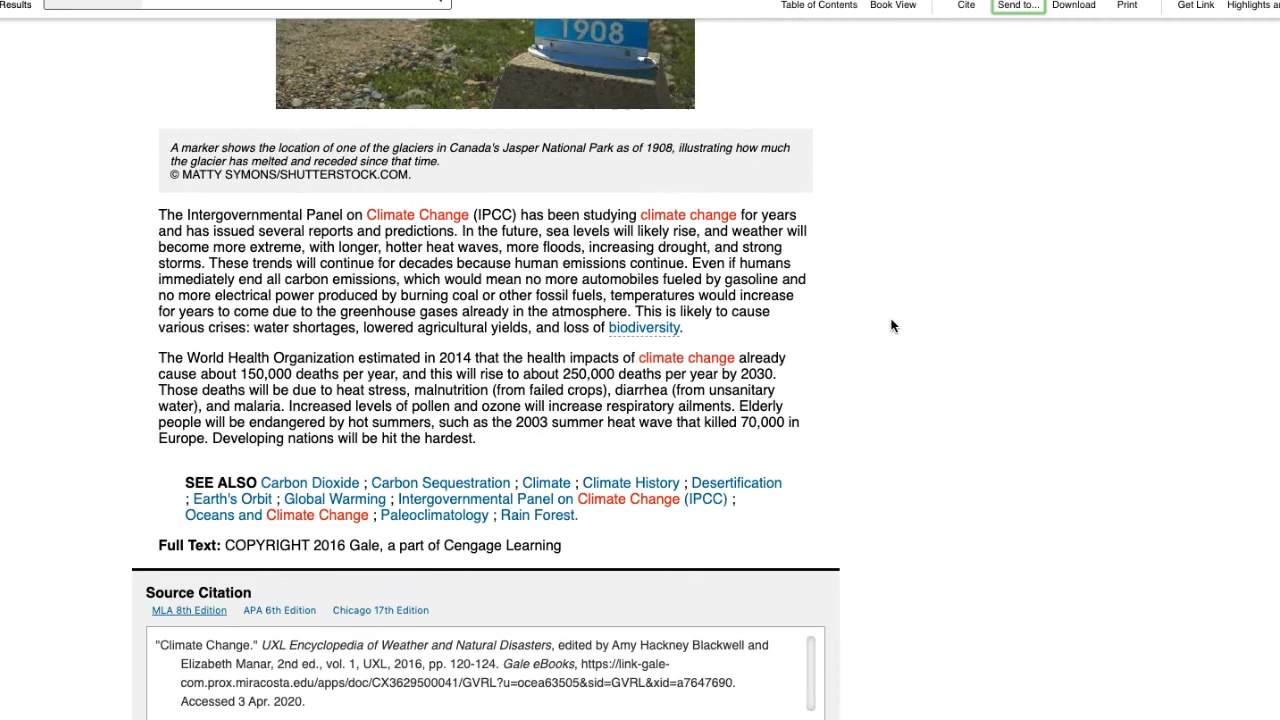 Results
Table of Contents Book View Cite Send to... Download Print Get Link Highlights an
1908
A marker shows the location of one of the glaciers in Canada's Jasper National Park as of 1908, illustrating how much
the glacier has melted and receded since that time.
© MATTY SYMONS/SHUTTERSTOCK.COM.
The Intergovernmental Panel on Climate Change (IPCC) has been studying climate change for years
and has issued several reports and predictions. In the future, sea levels will likely rise, and weather will
become more extreme, with longer, hotter heat waves, more floods, increasing drought, and strong
storms. These trends will continue for decades because human emissions continue. Even if humans
immediately end all carbon emissions, which would mean no more automobiles fueled by gasoline and
no more electrical power produced by burning coal or other fossil fuels, temperatures would increase
for years to come due to the greenhouse gases already in the atmosphere. This is likely to cause
various crises: water shortages, lowered agricultural yields, and loss of biodiversity.
The World Health Organization estimated in 2014 that the health impacts of climate change already
cause about 150,000 deaths per year, and this will rise to about 250,000 deaths per year by 2030.
Those deaths will be due to heat stress, malnutrition (from failed crops), diarrhea (from unsanitary
water), and malaria. Increased levels of pollen and ozone will increase respiratory ailments. Elderly
people will be endangered by hot summers, such as the 2003 summer heat wave that killed 70,000 in
Europe. Developing nations will be hit the hardest.
SEE ALSO Carbon Dioxide ; Carbon Sequestration ; Climate ; Climate History ; Desertification
; Earth's Orbit ; Global Warming ; Intergovernmental Panel on Climate Change (IPCC) ;
Oceans and Climate Change ; Paleoclimatology ; Rain Forest.
Full Text: COPYRIGHT 2016 Gale, a part of Cengage Learning
Source Citation
MLA 8th Edition APA 6th Edition Chicago 17th Edition
"Climate Change." UXL Encyclopedia of Weather and Natural Disasters, edited by Amy Hackney Blackwell and
Elizabeth Manar, 2nd ed., vol. 1, UXL, 2016, pp. 120-124. Gale eBooks, https://link-gale-
com.prox.miracosta.edu/apps/doc/CX3629500041/GVRL?u=ocea63505&sid=GVRL&xid=a7647690.
Accessed 3 Apr. 2020.